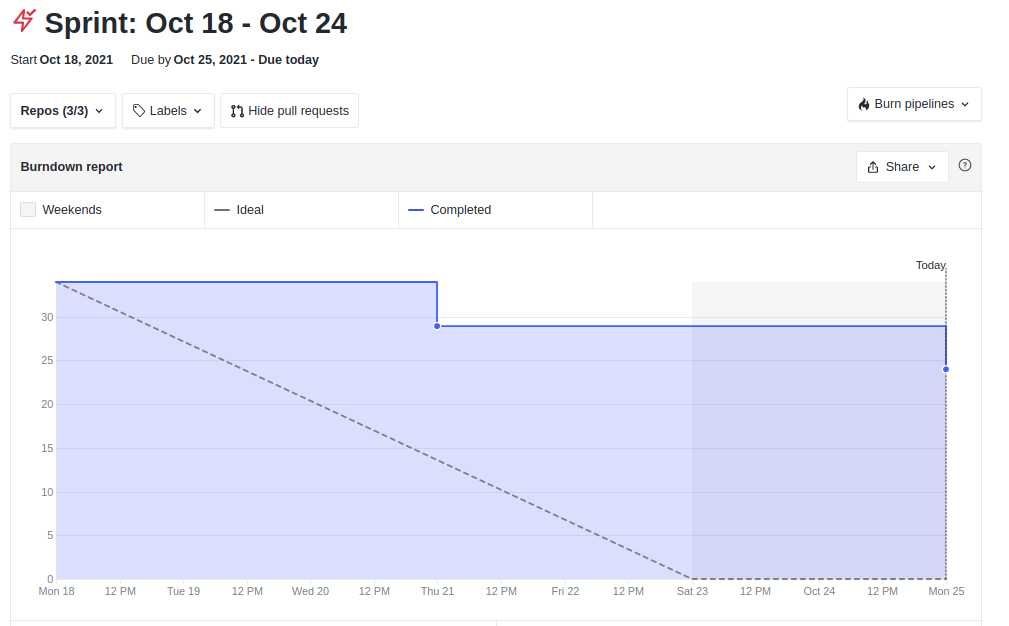 Sprint: Oct 18 - Oct 24
Start Oct 18, 2021 Due by Oct 25, 2021 - Due today
Repos (3/3) Labels Hide pull requests Burn pipelines
Burndown report Share ?
Weekends Ideal Completed
Today
30
25
20
15
10
5
0
Mon 18 12 PM Tue 19 12 PM Wed 20 12 PM Thu 21 12 PM Fri 22 12 PM Sat 23 12 PM Oct 24 12 PM Mon 25